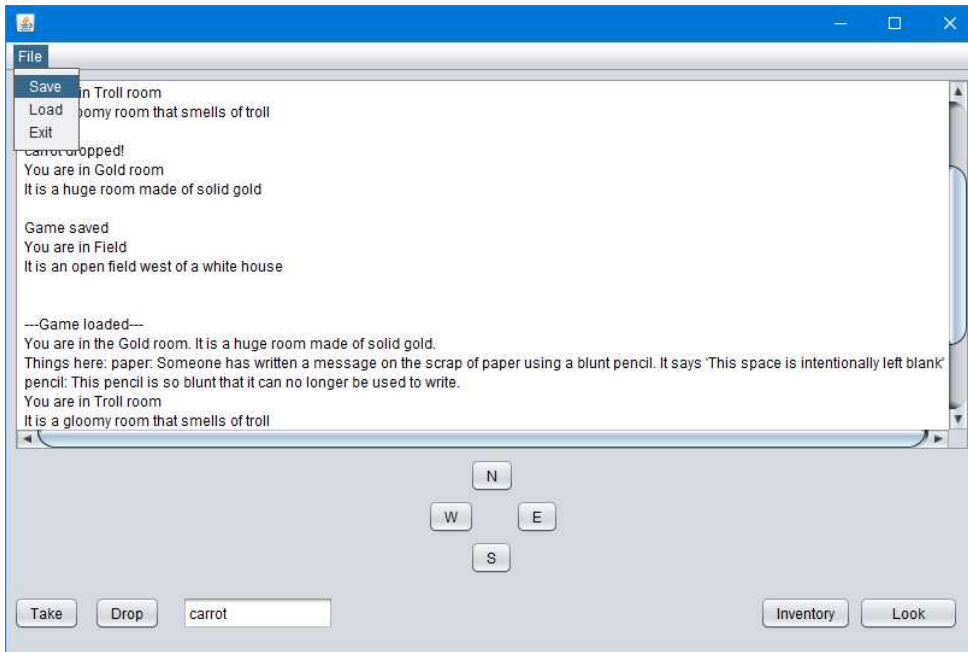 File
Save
Load
Exit
in Troll room
room that smells of troll
carrot dropped!
You are in Gold room
It is a huge room made of solid gold
Game saved
You are in Field
It is an open field west of a white house
---Game loaded---
You are in the Gold room. It is a huge room made of solid gold.
Things here: paper: Someone has written a message on the scrap of paper using a blunt pencil. It says 'This space is intentionally left blank'
pencil: This pencil is so blunt that it can no longer be used to write.
You are in Troll room
It is a gloomy room that smells of troll
N
W E
S
Take Drop carrot Inventory Look